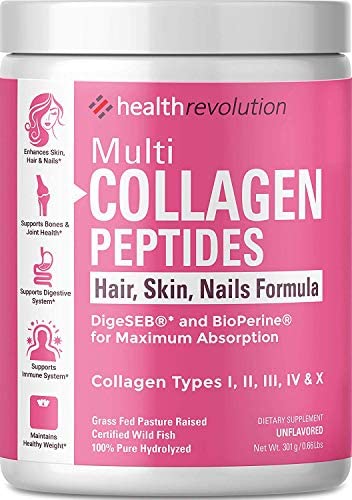 healthrevolution
Multi
COLLAGEN
PEPTIDES
Hair, Skin, Nails Formula
DigeSEB®* and BioPerine®
for Maximum Absorption
Collagen Types I, II, III, IV & X
Grass Fed Pasture Raised
Certified Wild Fish
100% Pure Hydrolyzed
DIETARY SUPPLEMENT
UNFLAVORED
Net Wt. 301g / 0.66Lbs
Enhances Skin,
Hair & Nails*
Supports Bones &
Joint Health*
Supports Digestive
System*
Supports
Immune System*
Maintains
Healthy Weight*